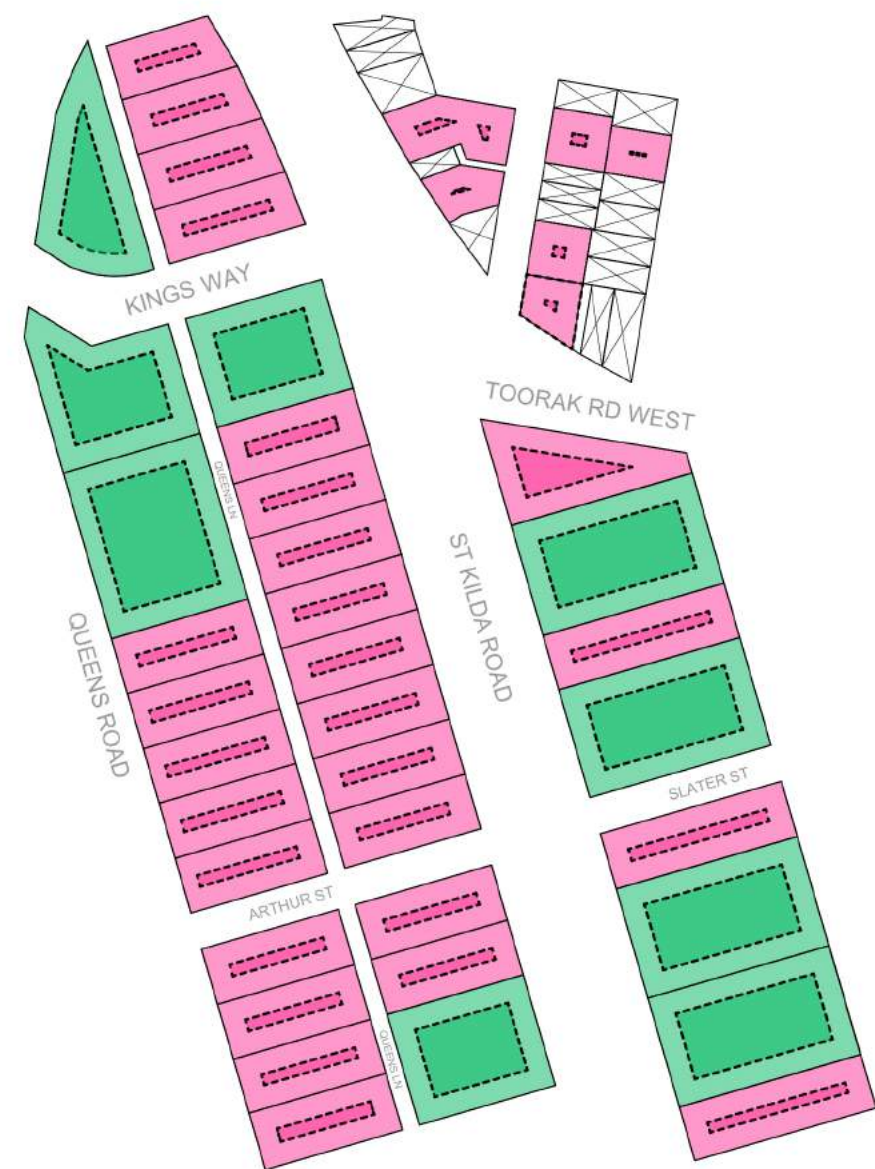 KINGS WAY
TOORAK RD WEST
QUEENS LN
ST KILDA ROAD
QUEENS ROAD
SLATER ST
ARTHUR ST
QUEENS LN